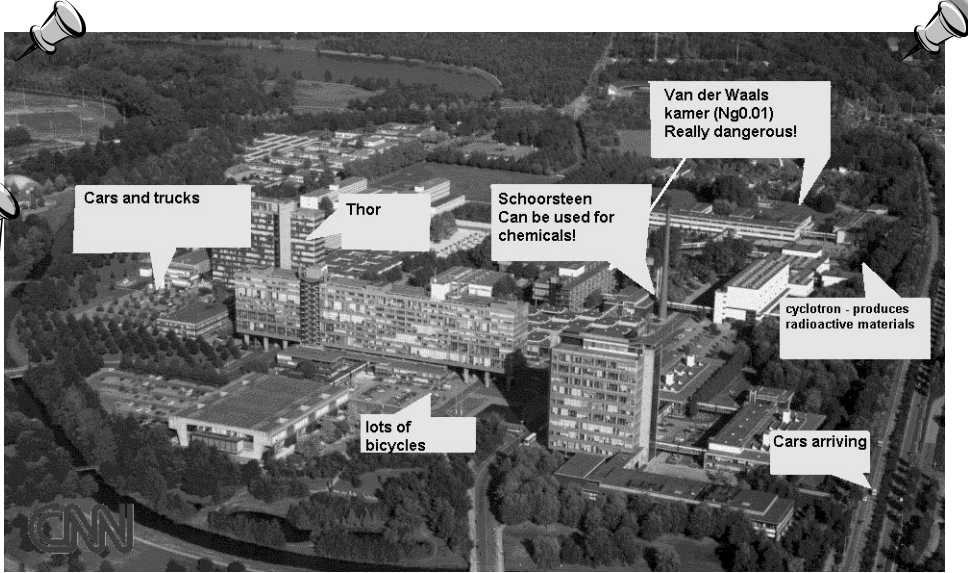 Van der Waals
kamer (Ng0.01)
Really dangerous!
Cars and trucks
Thor
Schoorsteen
Can be used for
chemicals!
cyclotron - produces
radioactive materials
lots of
bicycles
Cars arriving
CNN